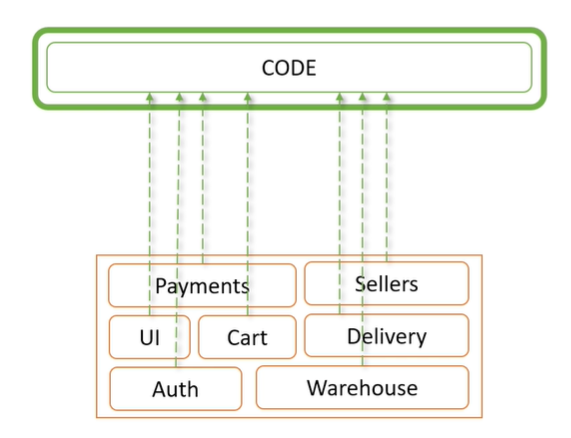 CODE
Payments
Sellers
UI
Cart
Delivery
Auth
Warehouse